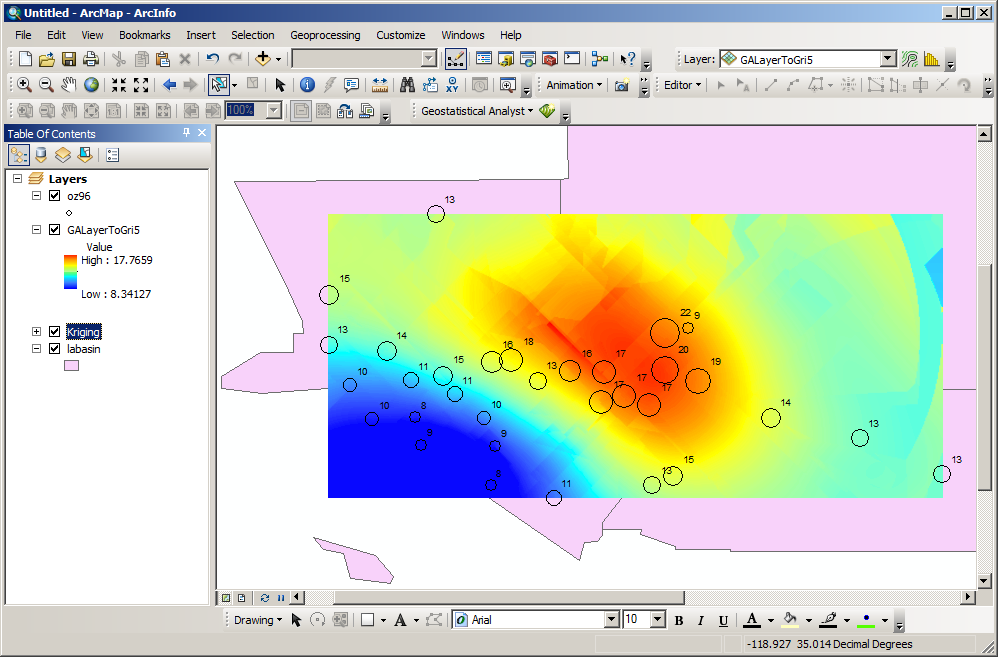 Untitled - ArcMap - ArcInfo
File Edit View Bookmarks Insert Selection Geoprocessing Customize Windows Help
Layer: GALayerToGri5
XY Animation Editor
100% Geostatistical Analyst
Table Of Contents
Layers
oz96
GALayerToGri5
Value
High : 17.7659
Low : 8.34127
Kriging
labasin
13
15
22 9
13
14 16 18 20
15 13 16 17 19
10 11 11 17 17 17
10 8 10 14
9 9 13
8 13 15 13
11
Drawing A Arial 10 B I U A
-118.927 35.014 Decimal Degrees